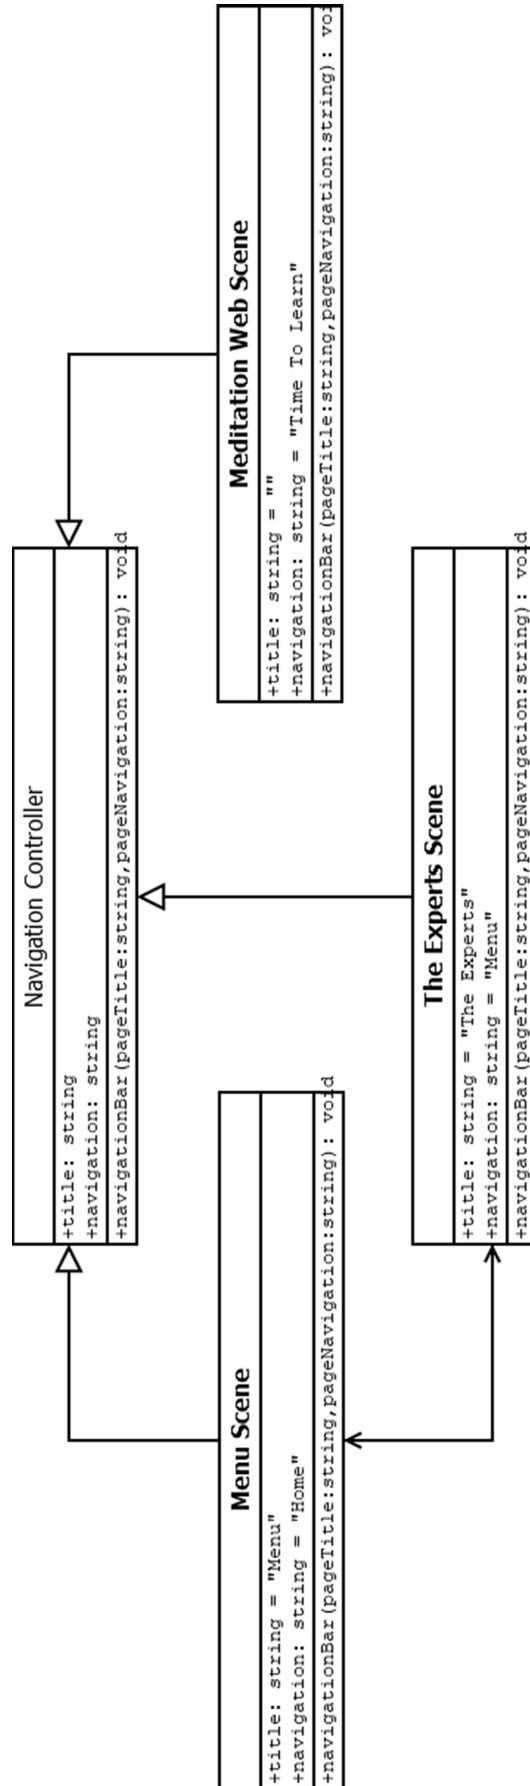 Navigation Controller
+title: string
+navigation: string
+navigationBar(pageTitle:string,pageNavigation:string): void
Menu Scene
+title: string = "Menu"
+navigation: string = "Home"
+navigationBar(pageTitle:string,pageNavigation:string): void
Meditation Web Scene
+title: string = ""
+navigation: string = "Time To Learn"
+navigationBar(pageTitle:string,pageNavigation:string): voi
The Experts Scene
+title: string = "The Experts"
+navigation: string = "Menu"
+navigationBar(pageTitle:string,pageNavigation:string): void